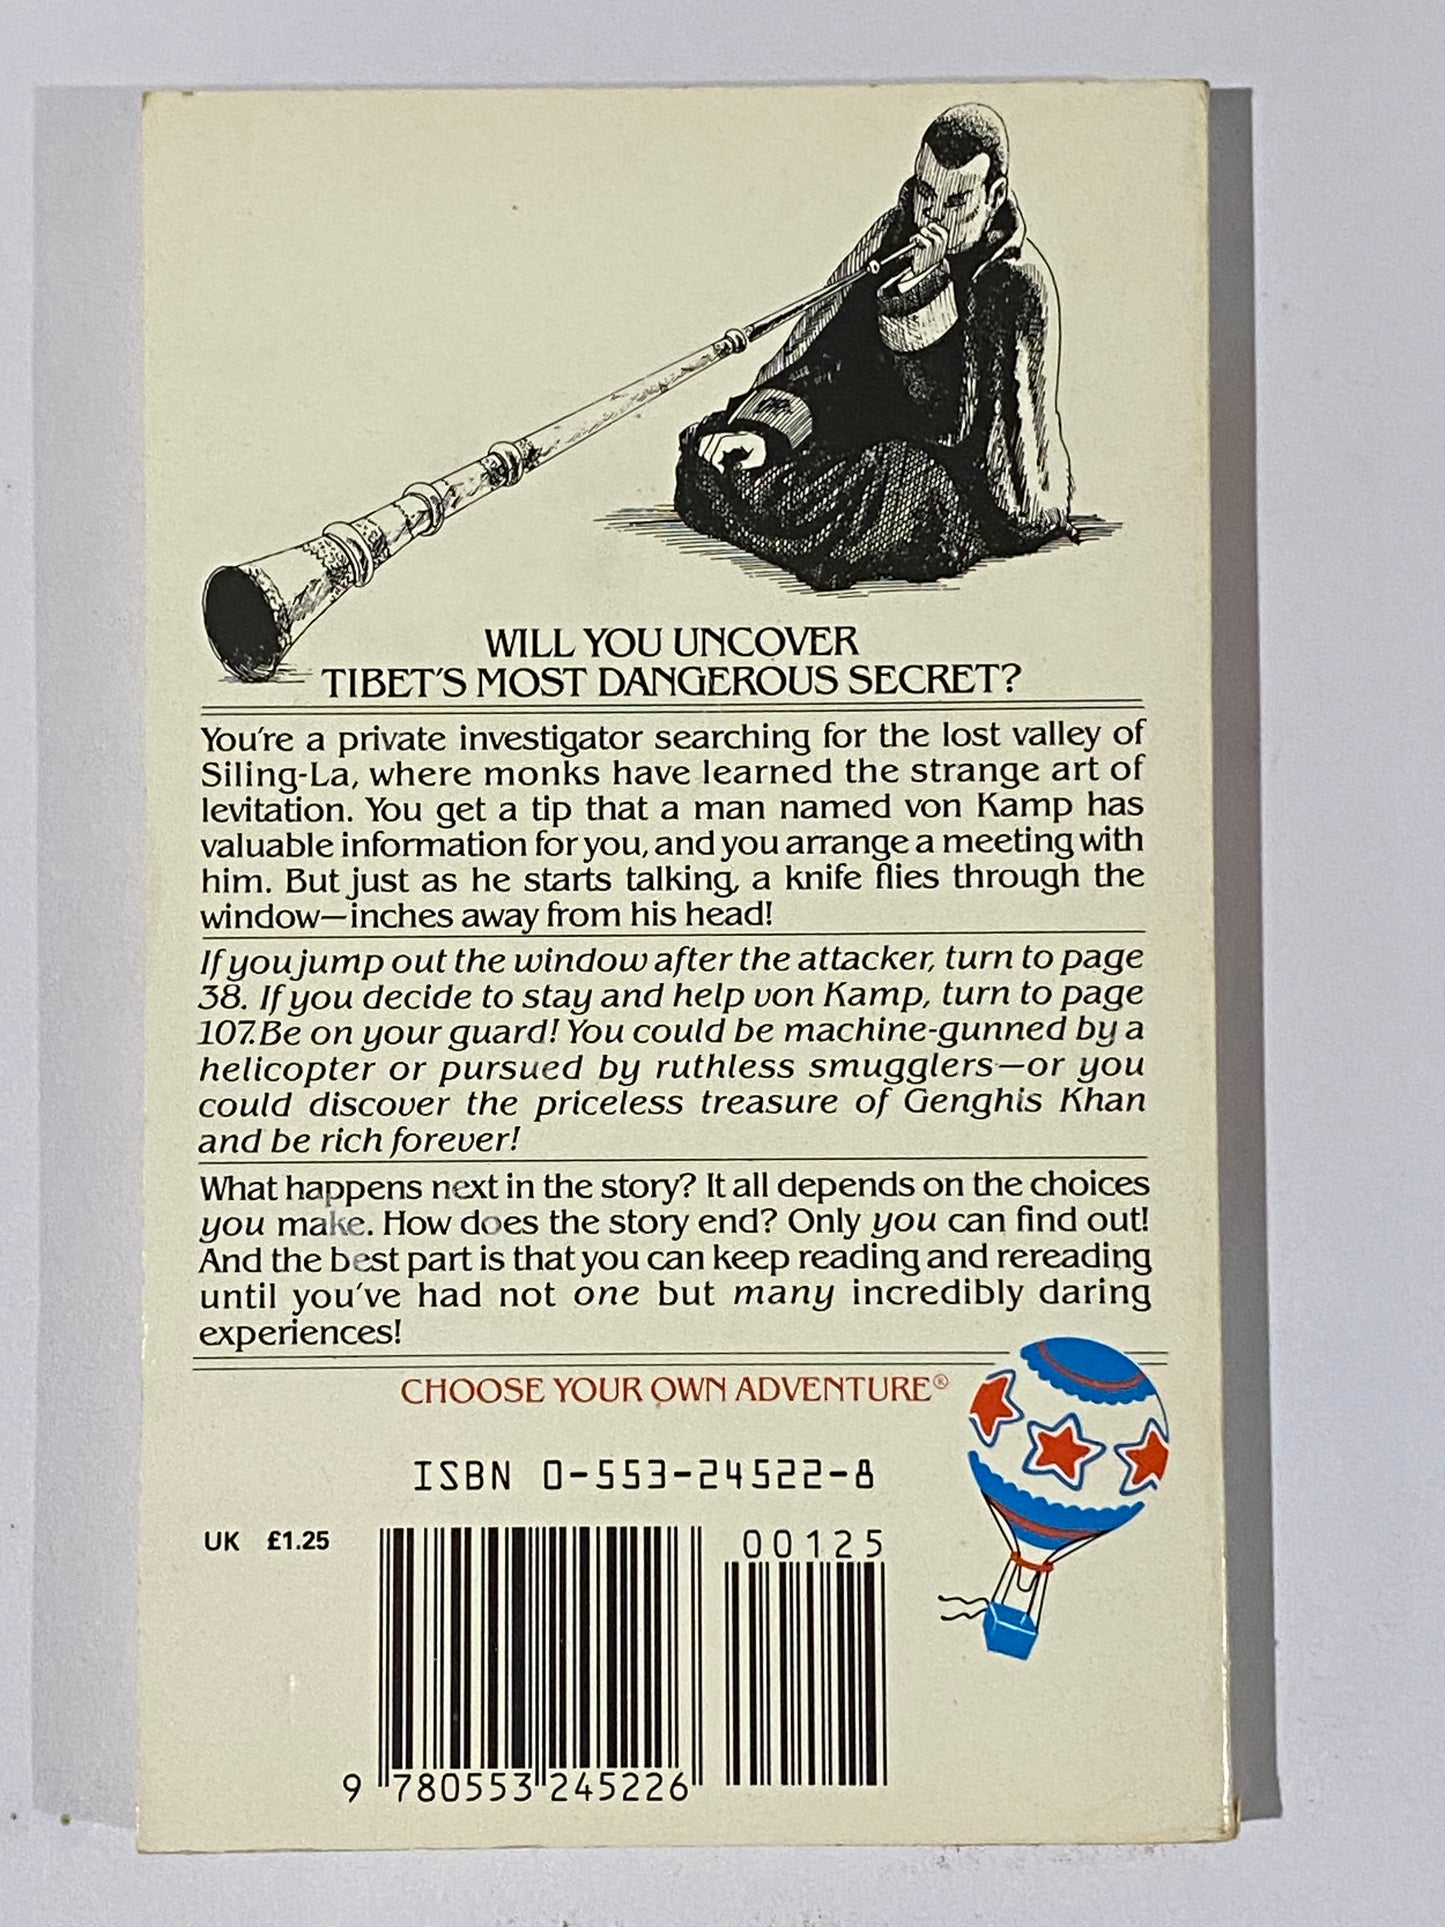 WILL YOU UNCOVER
TIBET'S MOST DANGEROUS SECRET?
You're a private investigator searching for the lost valley of
Siling-La, where monks have learned the strange art of
levitation. You get a tip that a man named von Kamp has
valuable information for you, and you arrange a meeting with
him. But just as he starts talking, a knife flies through the
window—inches away from his head!
If you jump out the window after the attacker, turn to page
38. If you decide to stay and help von Kamp, turn to page
107. Be on your guard! You could be machine-gunned by a
helicopter or pursued by ruthless smugglers—or you
could discover the priceless treasure of Genghis Khan
and be rich forever!
What happens next in the story? It all depends on the choices
you make. How does the story end? Only you can find out!
And the best part is that you can keep reading and rereading
until you've had not one but many incredibly daring
experiences!
CHOOSE YOUR OWN ADVENTURE®
ISBN 0-553-24522-8
UK £1.25
00125
9 780553 245226